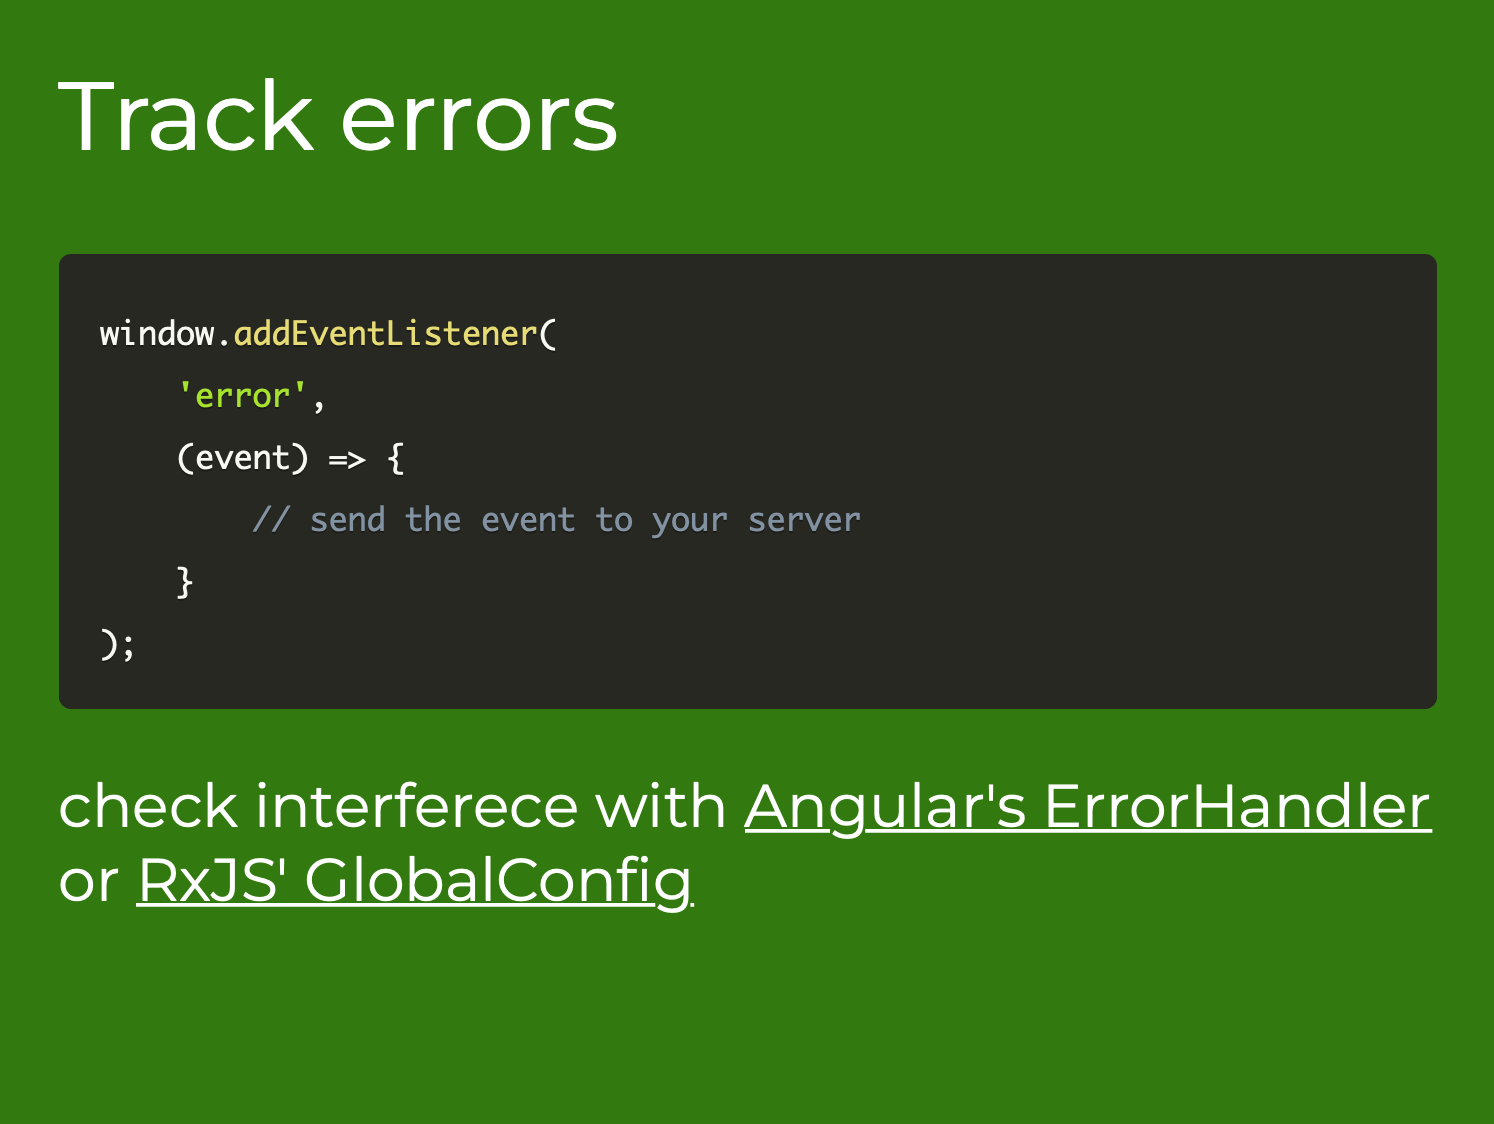 Track errors
window.addEventListener(
    'error',
    (event) => {
        // send the event to your server
    }
);
check interferece with Angular's ErrorHandler
or RxJS' GlobalConfig